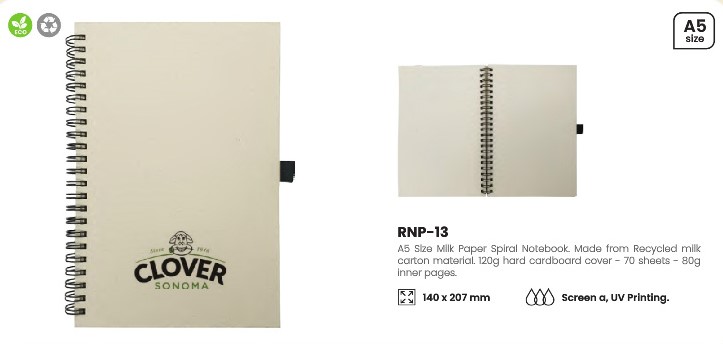 ECO
A5
size
Since 1916
CLOVER
SONOMA
RNP-13
A5 Size Milk Paper Spiral Notebook. Made from Recycled milk
carton material. 120g hard cardboard cover - 70 sheets - 80g
inner pages.
140 x 207 mm
Screen a, UV Printing.